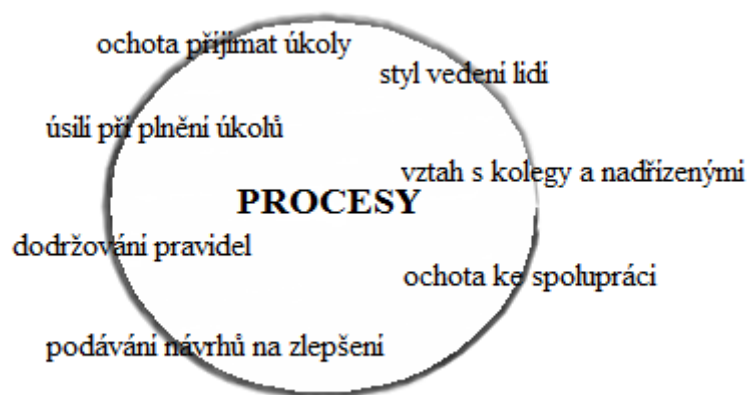 ochota příjímat úkoly
styl vedení lidí
úsilí při plnění úkolů
vztah s kolegy a nadřízenými
PROCESY
dodržování pravidel
ochota ke spolupráci
podávání návrhů na zlepšení